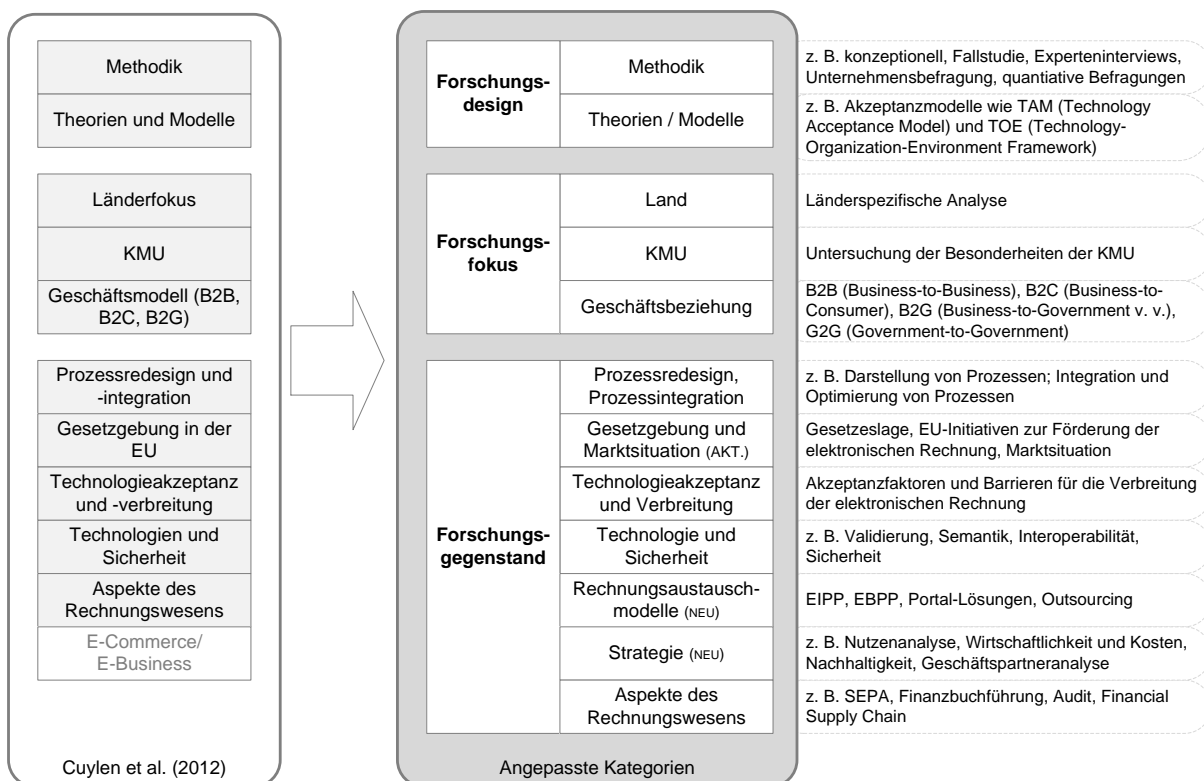 Methodik
Theorien und Modelle
Länderfokus
KMU
Geschäftsmodell (B2B,
B2C, B2G)
Prozessredesign und
-integration
Gesetzgebung in der
EU
Technologieakzeptanz
und -verbreitung
Technologien und
Sicherheit
Aspekte des
Rechnungswesens
E-Commerce/
E-Business
Cuylen et al. (2012)
Forschungs-
design
Methodik
z. B. konzeptionell, Fallstudie, Experteninterviews,
Unternehmensbefragung, quantiative Befragungen
Theorien / Modelle
z. B. Akzeptanzmodelle wie TAM (Technology
Acceptance Model) und TOE (Technology-
Organization-Environment Framework)
Forschungs-
fokus
Land
Länderspezifische Analyse
KMU
Untersuchung der Besonderheiten der KMU
Geschäftsbeziehung
B2B (Business-to-Business), B2C (Business-to-
Consumer), B2G (Business-to-Government v. v.),
G2G (Government-to-Government)
Forschungs-
gegenstand
Prozessredesign,
Prozessintegration
z. B. Darstellung von Prozessen; Integration und
Optimierung von Prozessen
Gesetzgebung und
Marktsituation (AKT.)
Gesetzeslage, EU-Initiativen zur Förderung der
elektronischen Rechnung, Marktsituation
Technologieakzeptanz
und Verbreitung
Akzeptanzfaktoren und Barrieren für die Verbreitung
der elektronischen Rechnung
Technologie und
Sicherheit
z. B. Validierung, Semantik, Interoperabilität,
Sicherheit
Rechnungsaustausch-
modelle (NEU)
EIPP, EBPP, Portal-Lösungen, Outsourcing
Strategie (NEU)
z. B. Nutzenanalyse, Wirtschaftlichkeit und Kosten,
Nachhaltigkeit, Geschäftspartneranalyse
Aspekte des
Rechnungswesens
z. B. SEPA, Finanzbuchführung, Audit, Financial
Supply Chain
Angepasste Kategorien